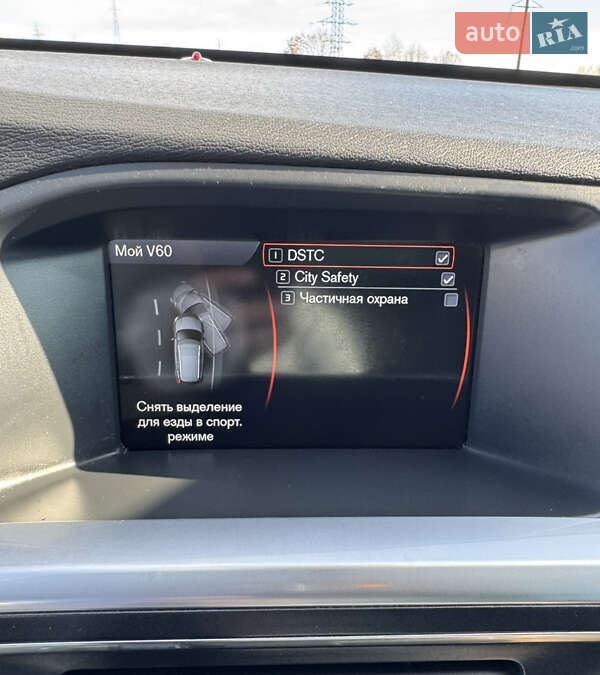 auto RIA
.com
Мой V60
1 DSTC
2 City Safety
3 Частичная охрана
Снять выделение
для езды в спорт.
режиме